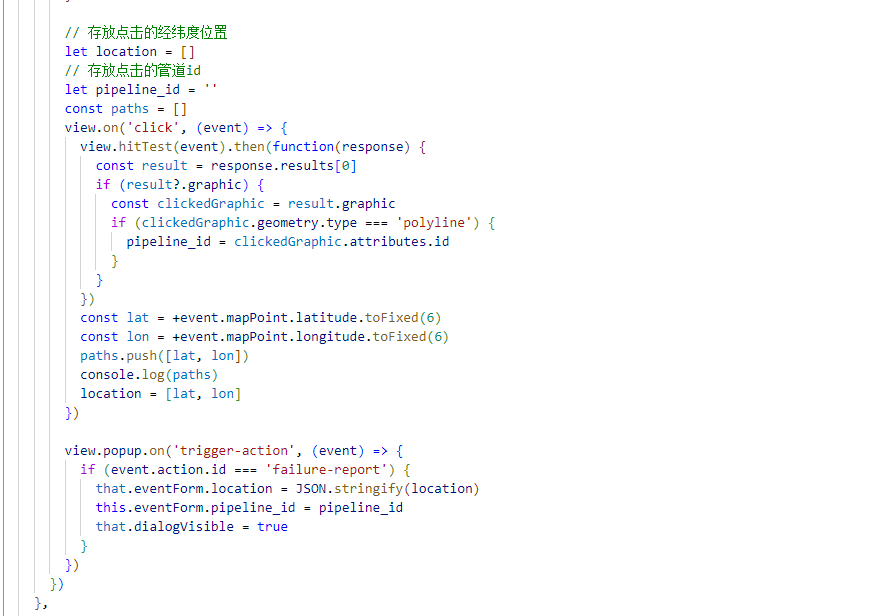 // 存放点击的经纬度位置
let location = []
// 存放点击的管道id
let pipeline_id = ''
const paths = []
view.on('click', (event) => {
view.hitTest(event).then(function(response) {
const result = response.results[0]
if (result?.graphic) {
const clickedGraphic = result.graphic
if (clickedGraphic.geometry.type === 'polyline') {
pipeline_id = clickedGraphic.attributes.id
}
}
})
const lat = +event.mapPoint.latitude.toFixed(6)
const lon = +event.mapPoint.longitude.toFixed(6)
paths.push([lat, lon])
console.log(paths)
location = [lat, lon]
})
view.popup.on('trigger-action', (event) => {
if (event.action.id === 'failure-report') {
that.eventForm.location = JSON.stringify(location)
this.eventForm.pipeline_id = pipeline_id
that.dialogVisible = true
}
})
})
},